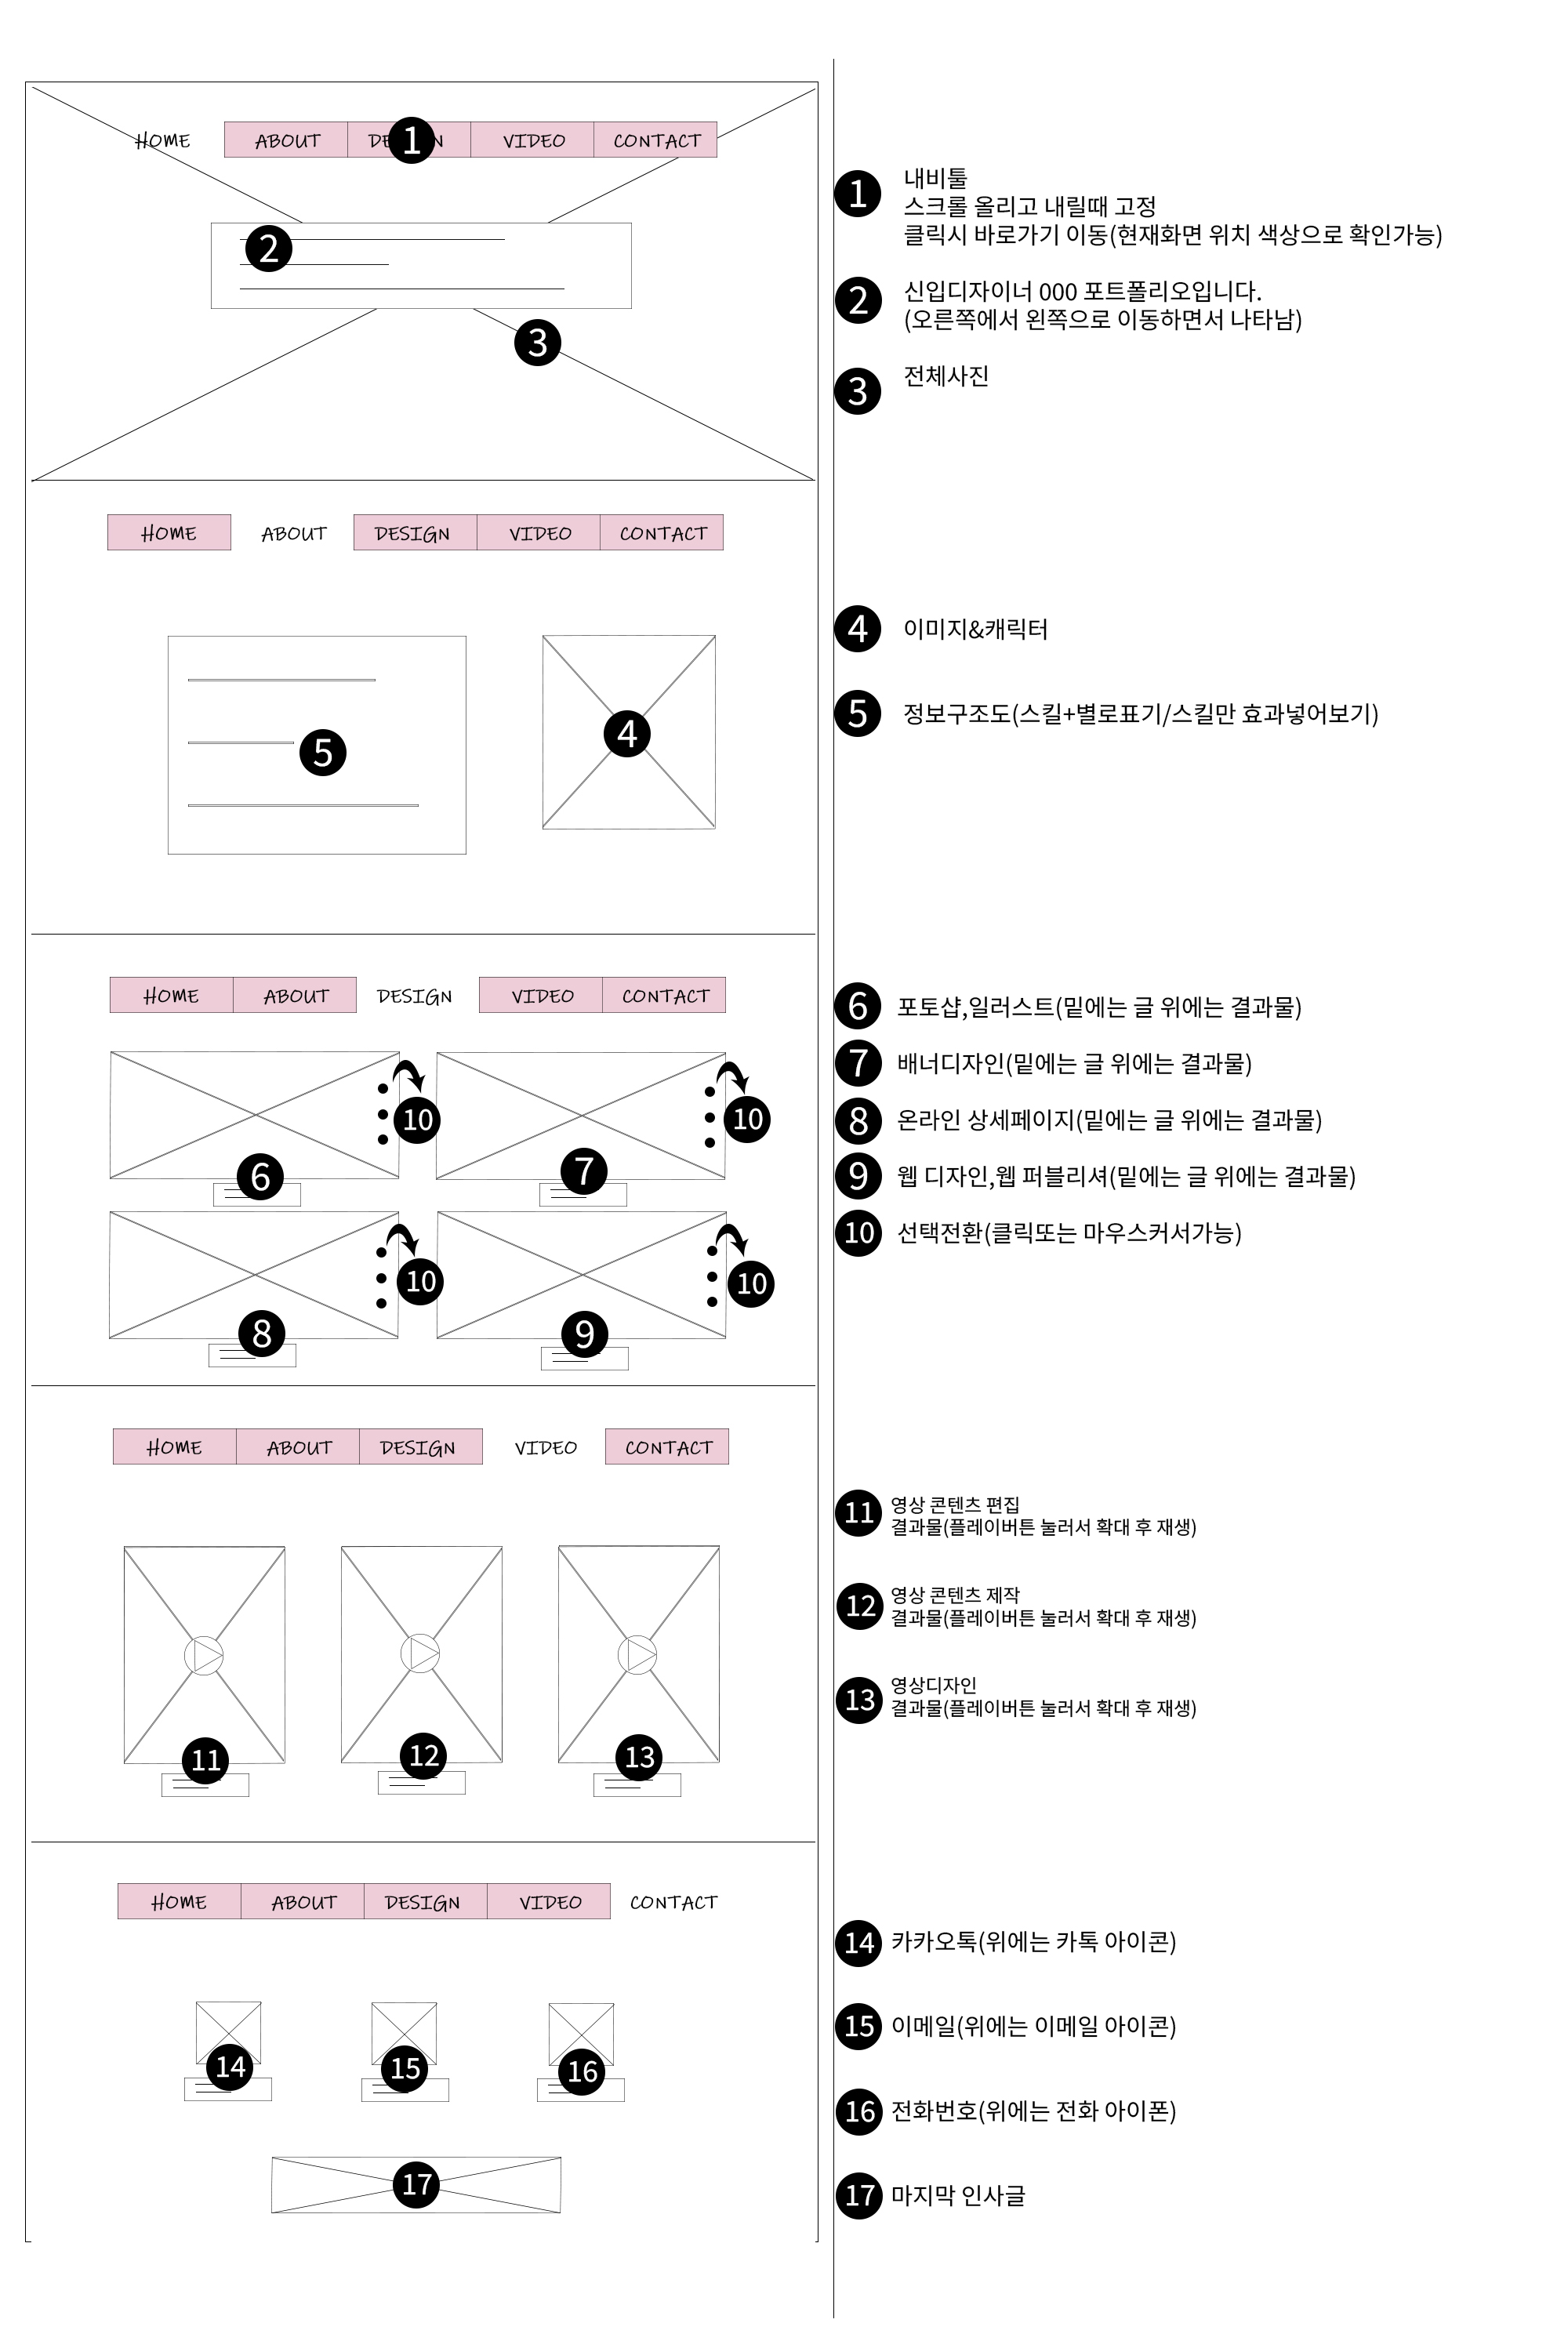 HOME ABOUT DE N VIDEO CONTACT
1
2
3
1 내비툴
스크롤 올리고 내릴때 고정
클릭시 바로가기 이동(현재화면 위치 색상으로 확인가능)
2 신입디자이너 000 포트폴리오입니다.
(오른쪽에서 왼쪽으로 이동하면서 나타남)
3 전체사진
HOME ABOUT DESIGN VIDEO CONTACT
5
4
4 이미지&캐릭터
5 정보구조도(스킬+별로표기/스킬만 효과넣어보기)
HOME ABOUT DESIGN VIDEO CONTACT
10
10
6
7
10
10
8
9
6 포토샵,일러스트(밑에는 글 위에는 결과물)
7 배너디자인(밑에는 글 위에는 결과물)
8 온라인 상세페이지(밑에는 글 위에는 결과물)
9 웹 디자인,웹 퍼블리셔(밑에는 글 위에는 결과물)
10 선택전환(클릭또는 마우스커서가능)
HOME ABOUT DESIGN VIDEO CONTACT
11
12
13
11 영상 콘텐츠 편집
결과물(플레이버튼 눌러서 확대 후 재생)
12 영상 콘텐츠 제작
결과물(플레이버튼 눌러서 확대 후 재생)
13 영상디자인
결과물(플레이버튼 눌러서 확대 후 재생)
HOME ABOUT DESIGN VIDEO CONTACT
14
15
16
17
14 카카오톡(위에는 카톡 아이콘)
15 이메일(위에는 이메일 아이콘)
16 전화번호(위에는 전화 아이폰)
17 마지막 인사글